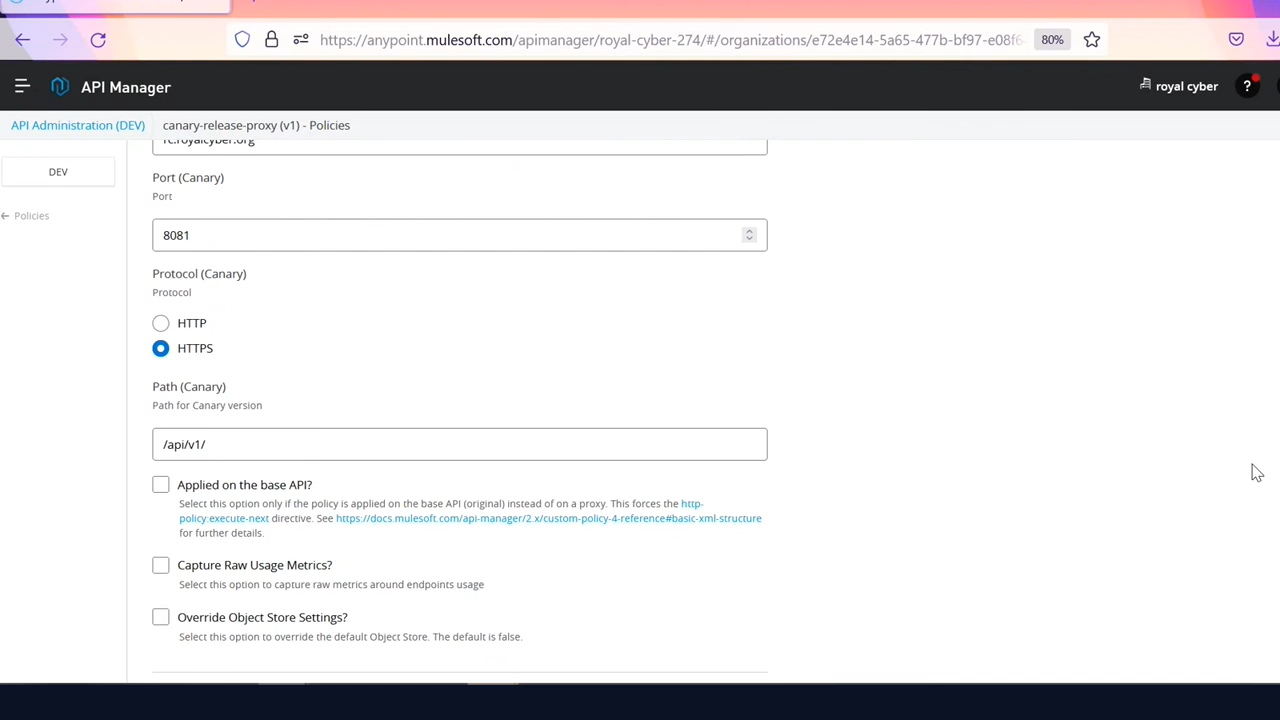 https://anypoint.mulesoft.com/apimanager/royal-cyber-274/#/organizations/e72e4e14-5a65-477b-bf97-e08f6
80%
API Manager
royal cyber
?
API Administration (DEV)
canary-release-proxy (v1) - Policies
rc.royalcyber.org
DEV
Port (Canary)
Port
Policies
8081
Protocol (Canary)
Protocol
HTTP
HTTPS
Path (Canary)
Path for Canary version
/api/v1/
Applied on the base API?
Select this option only if the policy is applied on the base API (original) instead of on a proxy. This forces the http-
policy:execute-next directive. See https://docs.mulesoft.com/api-manager/2.x/custom-policy-4-reference#basic-xml-structure
for further details.
Capture Raw Usage Metrics?
Select this option to capture raw metrics around endpoints usage
Override Object Store Settings?
Select this option to override the default Object Store. The default is false.